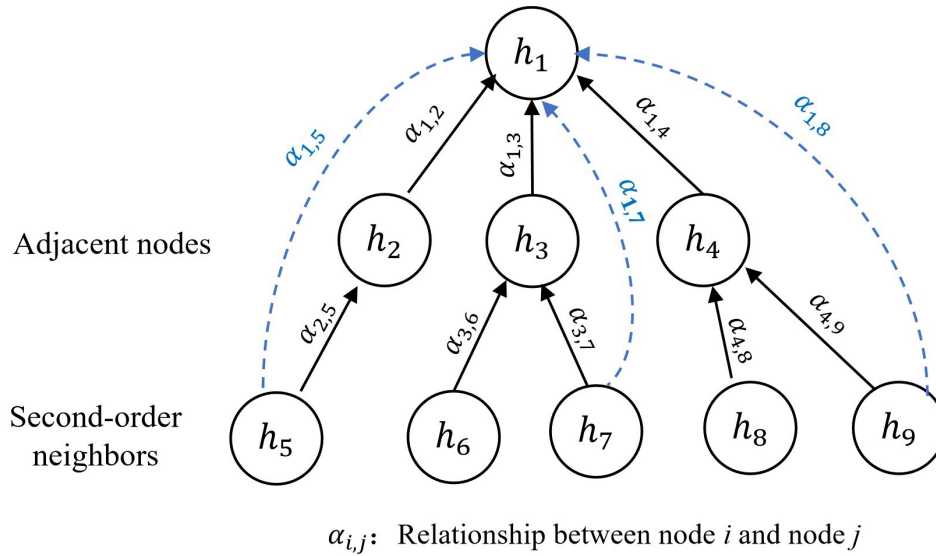 h₁
α₁,₅
α₁,₂
α₁,₃
α₁,₄
α₁,₈
α₁,₇
Adjacent nodes
h₂
h₃
h₄
α₂,₅
α₃,₆
α₃,₇
α₄,₈
α₄,₉
Second-order
neighbors
h₅
h₆
h₇
h₈
h₉
αᵢ,ⱼ: Relationship between node i and node j